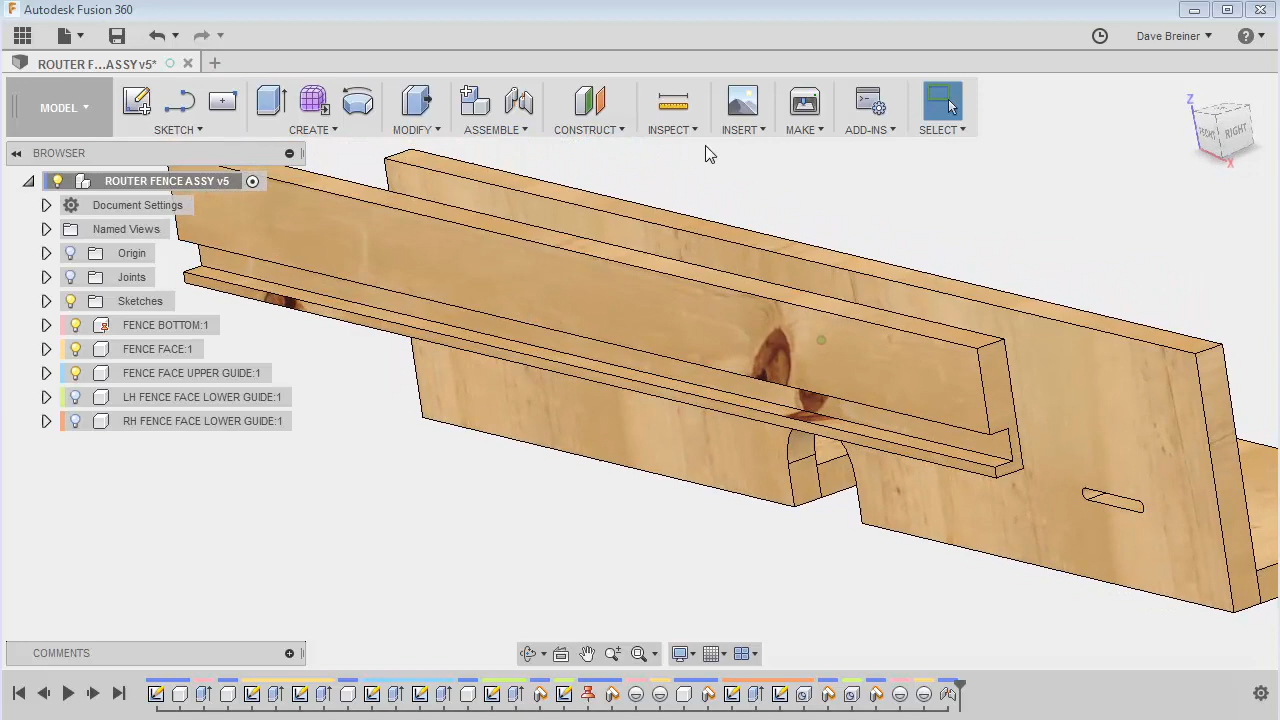 Autodesk Fusion 360
Dave Breiner
ROUTER F...ASSY v5*
MODEL
SKETCH
CREATE
MODIFY
ASSEMBLE
CONSTRUCT
INSPECT
INSERT
MAKE
ADD-INS
SELECT
Z
FRONT
RIGHT
X
BROWSER
ROUTER FENCE ASSY v5
Document Settings
Named Views
Origin
Joints
Sketches
FENCE BOTTOM:1
FENCE FACE:1
FENCE FACE UPPER GUIDE:1
LH FENCE FACE LOWER GUIDE:1
RH FENCE FACE LOWER GUIDE:1
COMMENTS